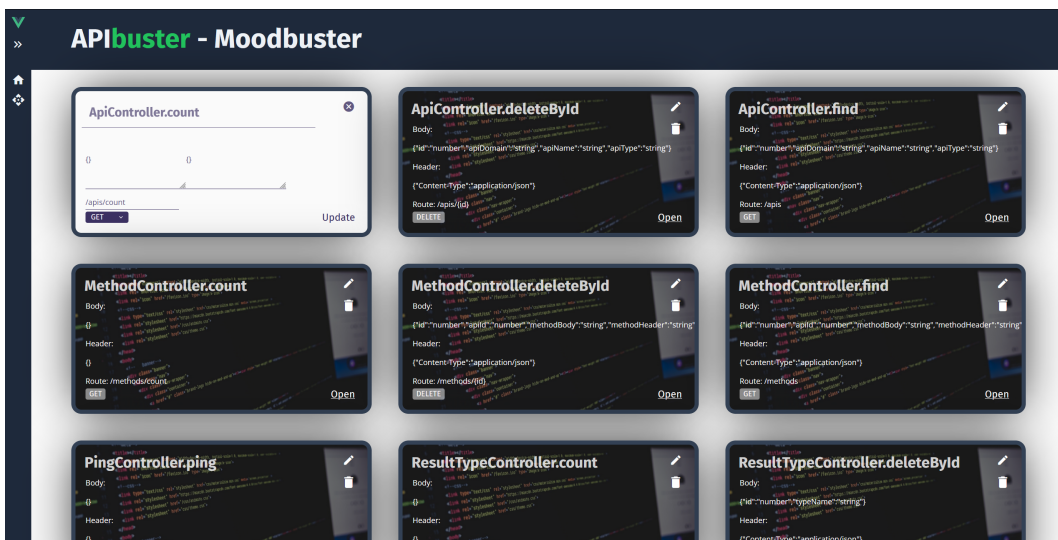 APIbuster - Moodbuster
ApiController.count
{}
{}
/apis/count
GET
Update
ApiController.deleteById
Body:
{"id":"number","apiDomain":"string","apiName":"string","apiType":"string"}
Header:
{"Content-Type":"application/json"}
Route: /apis/{id}
DELETE
Open
ApiController.find
Body:
{"id":"number","apiDomain":"string","apiName":"string","apiType":"string"}
Header:
{"Content-Type":"application/json"}
Route: /apis
GET
Open
MethodController.count
Body:
{}
Header:
{}
Route: /methods/count
GET
Open
MethodController.deleteById
Body:
{"id":"number","apiId":"number","methodBody":"string","methodHeader":"string"
Header:
{"Content-Type":"application/json"}
Route: /methods/{id}
DELETE
Open
MethodController.find
Body:
{"id":"number","apiId":"number","methodBody":"string","methodHeader":"string"
Header:
{"Content-Type":"application/json"}
Route: /methods
GET
Open
PingController.ping
Body:
{}
Header:
{}
ResultTypeController.count
Body:
{}
Header:
{}
ResultTypeController.deleteById
Body:
{"id":"number","typeName":"string"}
Header:
{"Content-Type":"application/json"}